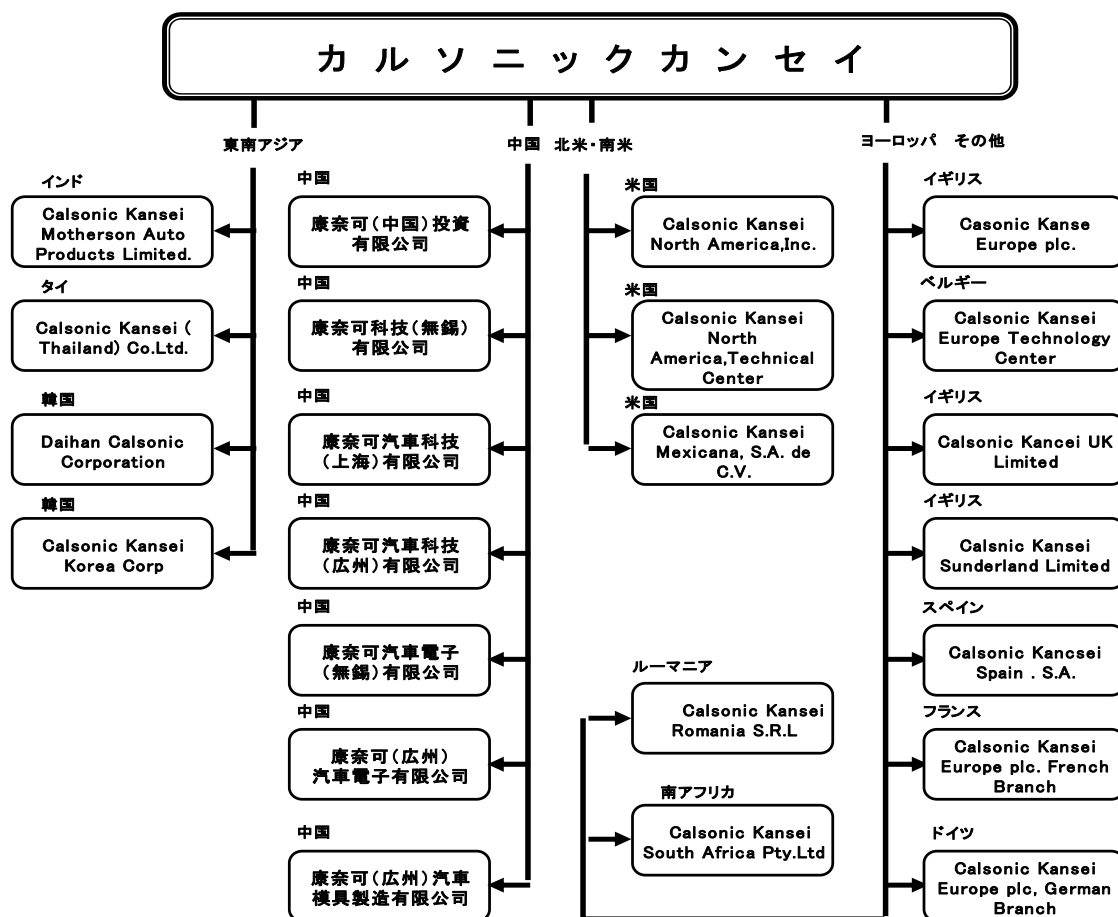 カルソニックカンセイ
東南アジア
中国
北米・南米
ヨーロッパ その他
インド
Calsonic Kansei
Motherson Auto
Products Limited.
タイ
Calsonic Kansei (
Thailand) Co.Ltd.
韓国
Daihan Calsonic
Corporation
韓国
Calsonic Kansei
Korea Corp
中国
康奈可(中国)投資
有限公司
中国
康奈可科技(無錫)
有限公司
中国
康奈可汽車科技
(上海)有限公司
中国
康奈可汽車科技
(広州)有限公司
中国
康奈可汽車電子
(無錫)有限公司
中国
康奈可(広州)
汽車電子有限公司
中国
康奈可(広州)汽車
模具製造有限公司
米国
Calsonic Kansei
North America,Inc.
米国
Calsonic Kansei
North
America,Technical
Center
米国
Calsonic Kansei
Mexicana, S.A. de
C.V.
ルーマニア
Calsonic Kansei
Romania S.R.L
南アフリカ
Calsonic Kansei
South Africa Pty.Ltd
イギリス
Casonic Kanse
Europe plc.
ベルギー
Calsonic Kansei
Europe Technology
Center
イギリス
Calsonic Kancei UK
Limited
イギリス
Calsnic Kansei
Sunderland Limited
スペイン
Calsonic Kancsei
Spain . S.A.
フランス
Calsonic Kansei
Europe plc. French
Branch
ドイツ
Calsonic Kansei
Europe plc, German
Branch